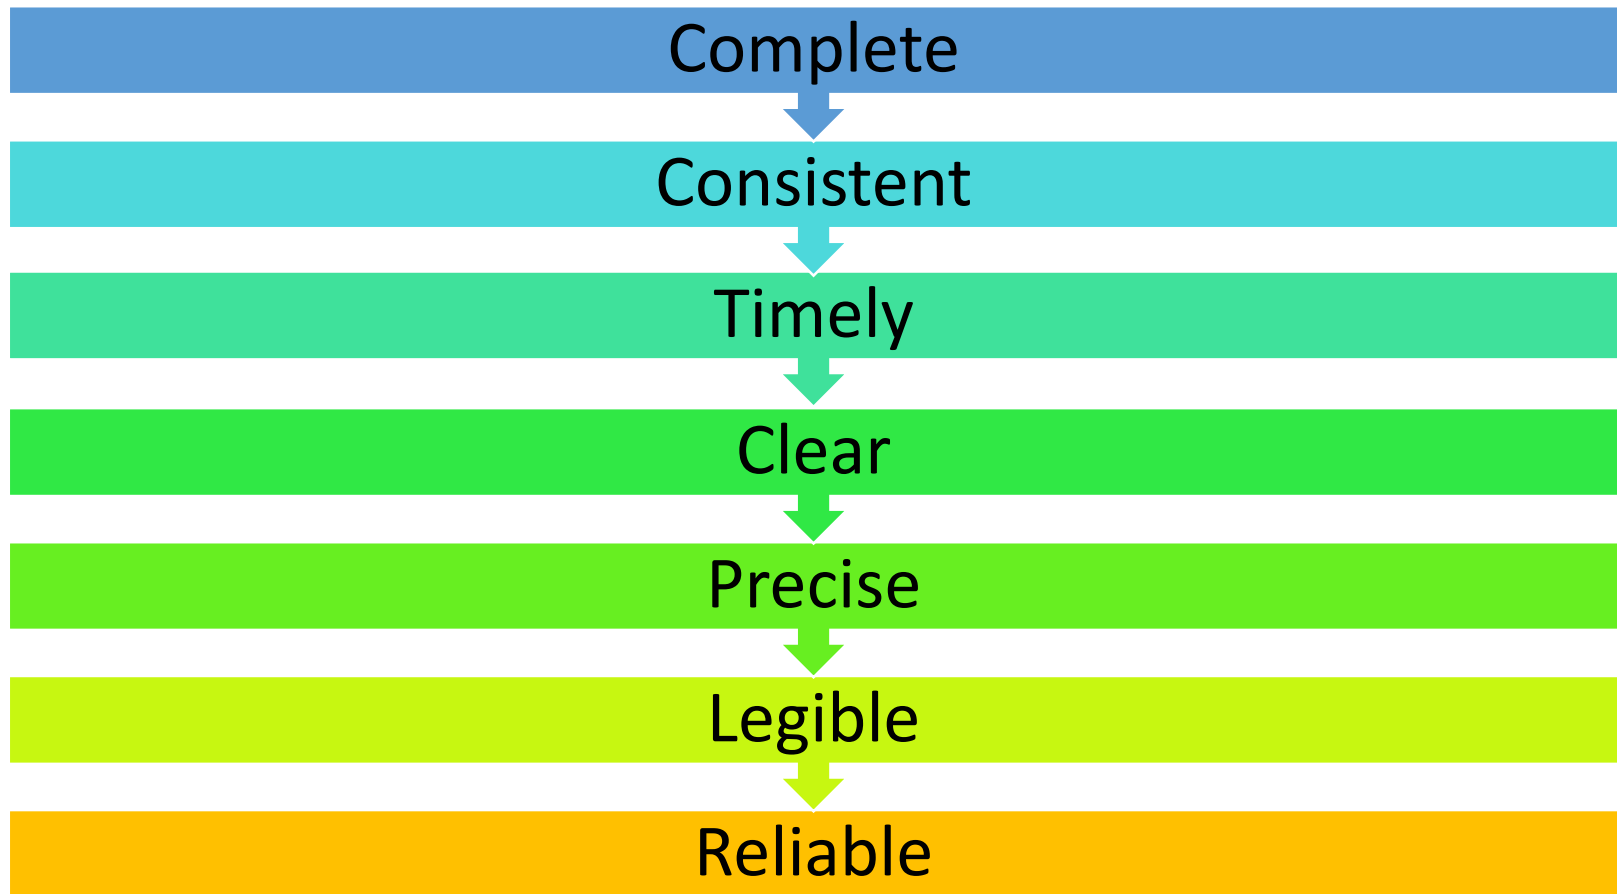 Complete
Consistent
Timely
Clear
Precise
Legible
Reliable